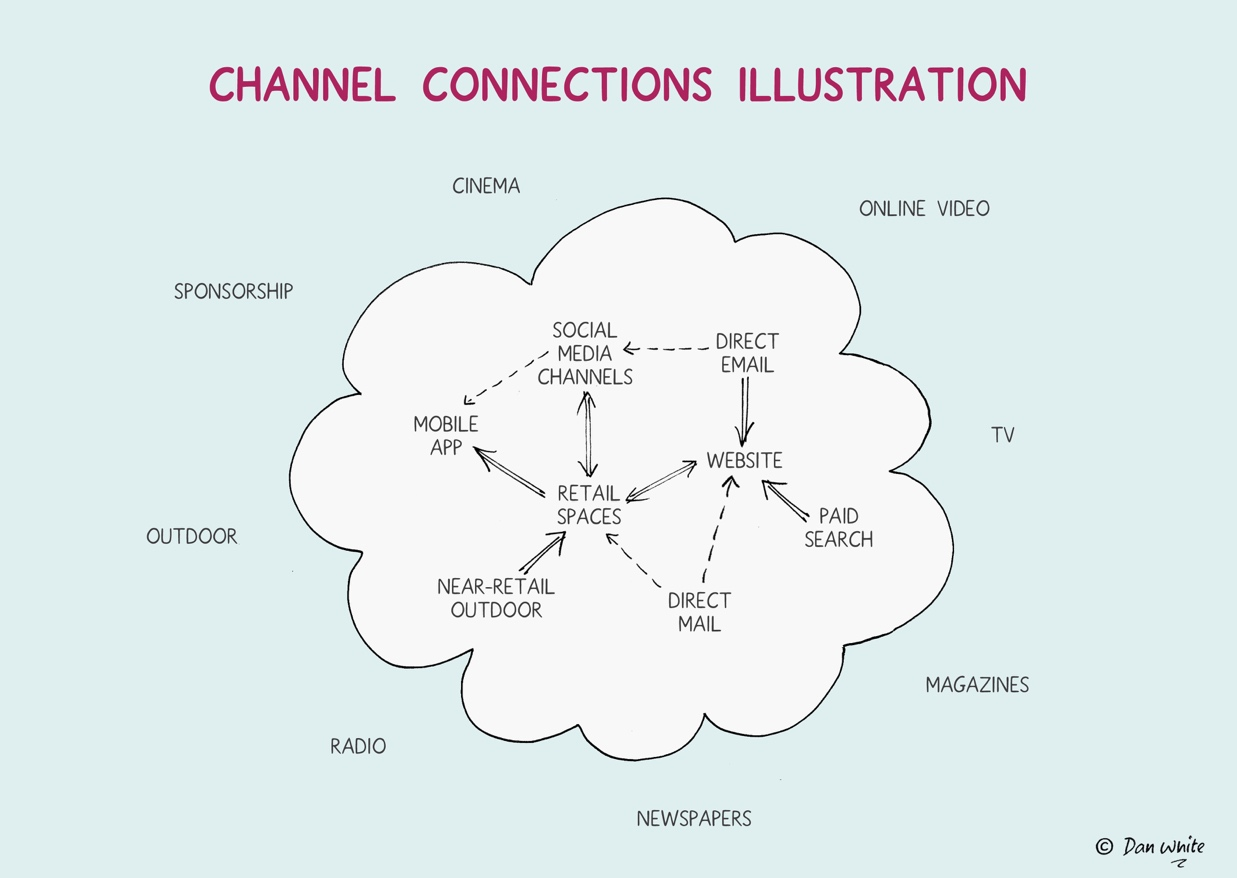 CHANNEL CONNECTIONS ILLUSTRATION
CINEMA
ONLINE VIDEO
SPONSORSHIP
SOCIAL
MEDIA
CHANNELS
DIRECT
EMAIL
MOBILE
APP
TV
WEBSITE
RETAIL
SPACES
PAID
SEARCH
OUTDOOR
NEAR-RETAIL
OUTDOOR
DIRECT
MAIL
MAGAZINES
RADIO
NEWSPAPERS
© Dan White